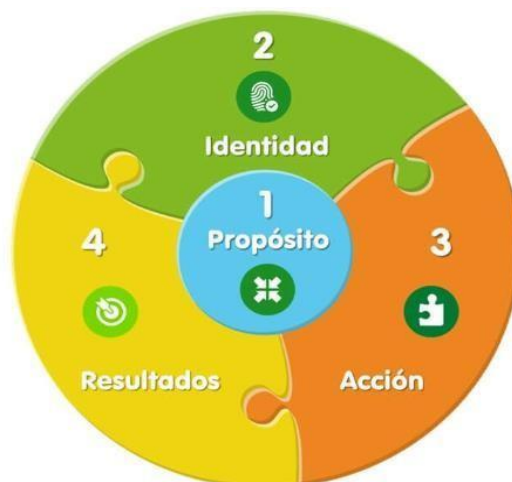 2
Identidad
1
Propósito
3
Acción
4
Resultados